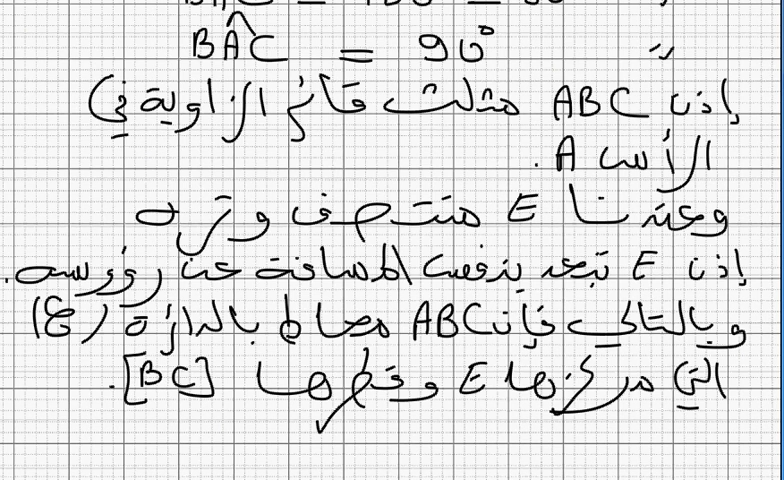 BÂC = 90°
إذن ABC مثلث قائم الزاوية في
الرأس A.
وعندنا E منتصف وتره
إذن E تبعد بنفس المسافة عن رؤوسه.
وبالتالي فإن ABC محاط بالدائرة (ع)
التي مركزها E وقطرها [BC].